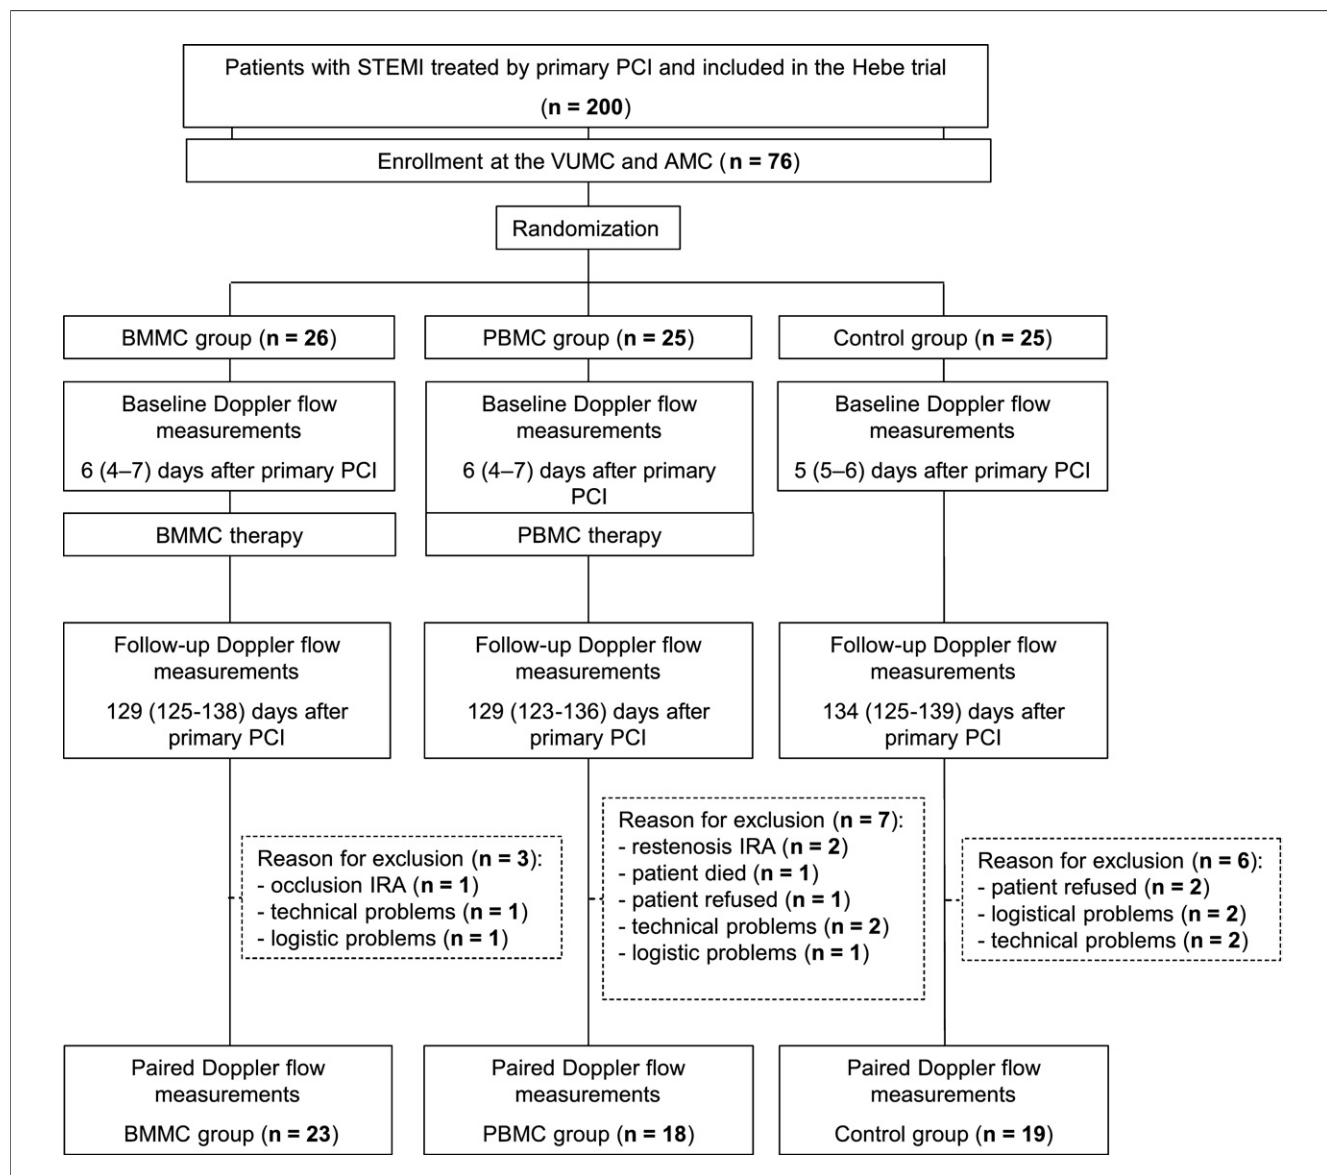 Patients with STEMI treated by primary PCI and included in the Hebe trial
(n = 200)
Enrollment at the VUMC and AMC (n = 76)
Randomization
BMMC group (n = 26)
PBMC group (n = 25)
Control group (n = 25)
Baseline Doppler flow
measurements
6 (4–7) days after primary PCI
Baseline Doppler flow
measurements
6 (4–7) days after primary
PCI
Baseline Doppler flow
measurements
5 (5–6) days after primary PCI
BMMC therapy
PBMC therapy
Follow-up Doppler flow
measurements
129 (125-138) days after
primary PCI
Follow-up Doppler flow
measurements
129 (123-136) days after
primary PCI
Follow-up Doppler flow
measurements
134 (125-139) days after
primary PCI
Reason for exclusion (n = 3):
- occlusion IRA (n = 1)
- technical problems (n = 1)
- logistic problems (n = 1)
Reason for exclusion (n = 7):
- restenosis IRA (n = 2)
- patient died (n = 1)
- patient refused (n = 1)
- technical problems (n = 2)
- logistic problems (n = 1)
Reason for exclusion (n = 6):
- patient refused (n = 2)
- logistical problems (n = 2)
- technical problems (n = 2)
Paired Doppler flow
measurements
BMMC group (n = 23)
Paired Doppler flow
measurements
PBMC group (n = 18)
Paired Doppler flow
measurements
Control group (n = 19)